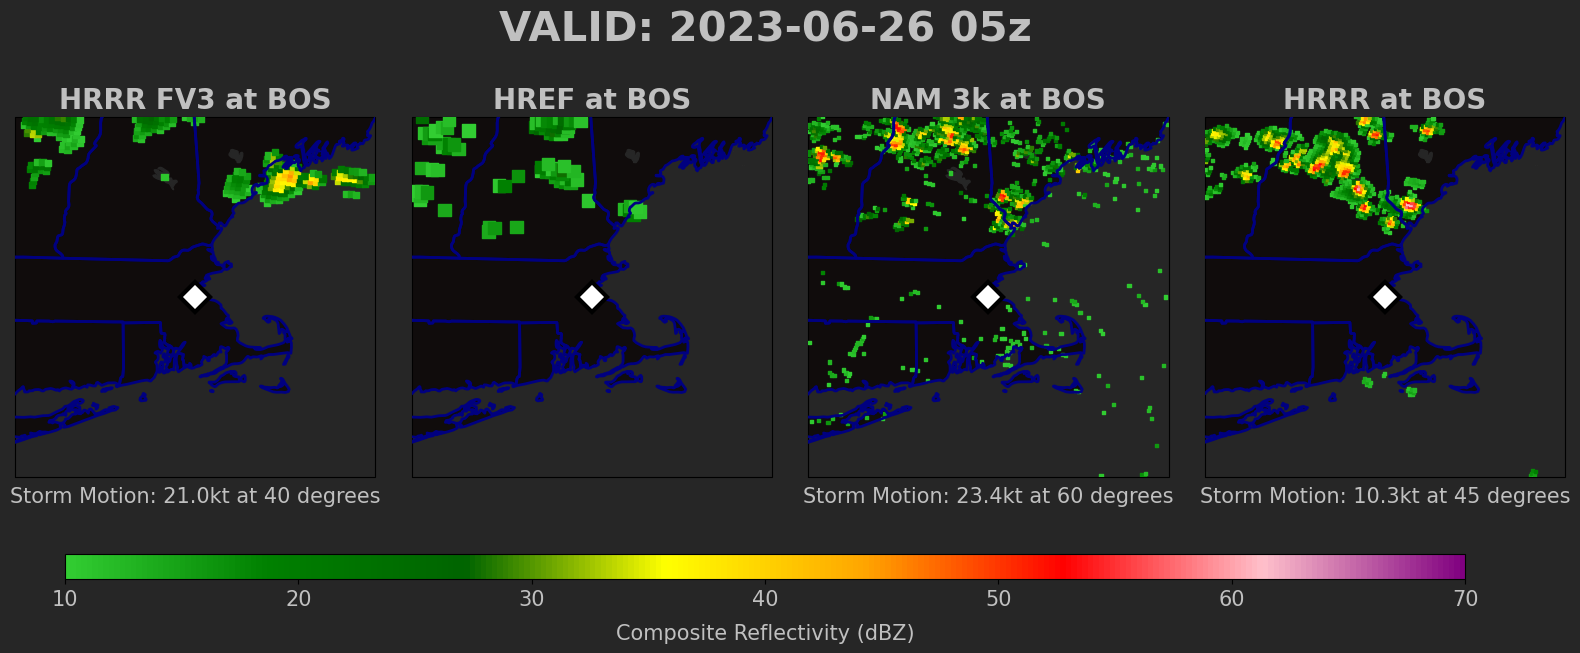 VALID: 2023-06-26 05z
HRRR FV3 at BOS
HREF at BOS
NAM 3k at BOS
HRRR at BOS
Storm Motion: 21.0kt at 40 degrees
Storm Motion: 23.4kt at 60 degrees
Storm Motion: 10.3kt at 45 degrees
10 20 30 40 50 60 70
Composite Reflectivity (dBZ)